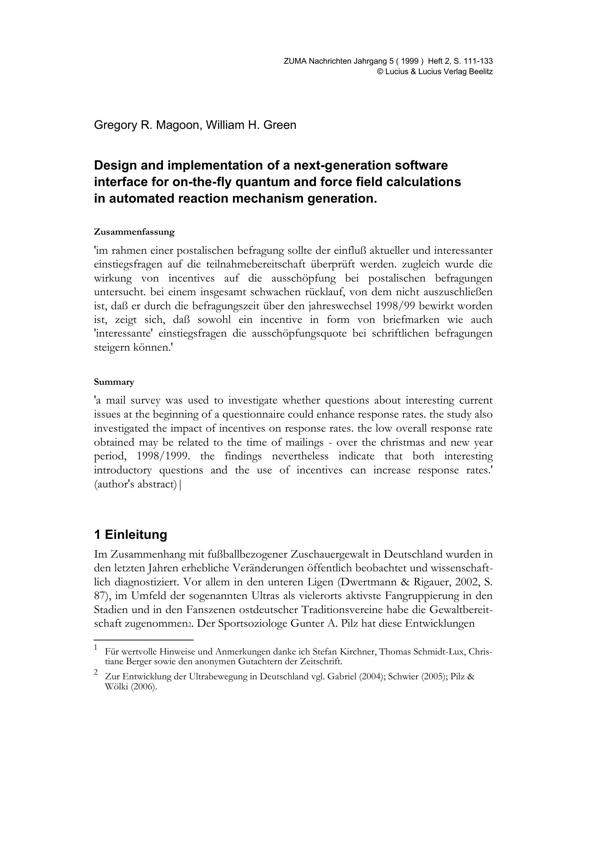 ZUMA Nachrichten Jahrgang 5 ( 1999 )  Heft 2, S. 111-133
© Lucius & Lucius Verlag Beelitz
Gregory R. Magoon, William H. Green
Design and implementation of a next-generation software
interface for on-the-fly quantum and force field calculations
in automated reaction mechanism generation.
Zusammenfassung
'im rahmen einer postalischen befragung sollte der einfluß aktueller und interessanter
einstiegsfragen auf die teilnahmebereitschaft überprüft werden. zugleich wurde die
wirkung von incentives auf die ausschöpfung bei postalischen befragungen
untersucht. bei einem insgesamt schwachen rücklauf, von dem nicht auszuschließen
ist, daß er durch die befragungszeit über den jahreswechsel 1998/99 bewirkt worden
ist, zeigt sich, daß sowohl ein incentive in form von briefmarken wie auch
'interessante' einstiegsfragen die ausschöpfungsquote bei schriftlichen befragungen
steigern können.'
Summary
'a mail survey was used to investigate whether questions about interesting current
issues at the beginning of a questionnaire could enhance response rates. the study also
investigated the impact of incentives on response rates. the low overall response rate
obtained may be related to the time of mailings - over the christmas and new year
period, 1998/1999. the findings nevertheless indicate that both interesting
introductory questions and the use of incentives can increase response rates.'
(author's abstract)|
1 Einleitung
Im Zusammenhang mit fußballbezogener Zuschauergewalt in Deutschland wurden in
den letzten Jahren erhebliche Veränderungen öffentlich beobachtet und wissenschaft-
lich diagnostiziert. Vor allem in den unteren Ligen (Dwertmann & Rigauer, 2002, S.
87), im Umfeld der sogenannten Ultras als vielerorts aktivste Fangruppierung in den
Stadien und in den Fanszenen ostdeutscher Traditionsvereine habe die Gewaltbereit-
schaft zugenommen2. Der Sportsoziologe Gunter A. Pilz hat diese Entwicklungen
1 Für wertvolle Hinweise und Anmerkungen danke ich Stefan Kirchner, Thomas Schmidt-Lux, Chris-
tiane Berger sowie den anonymen Gutachtern der Zeitschrift.
2 Zur Entwicklung der Ultrabewegung in Deutschland vgl. Gabriel (2004); Schwier (2005); Pilz &
Wölki (2006).